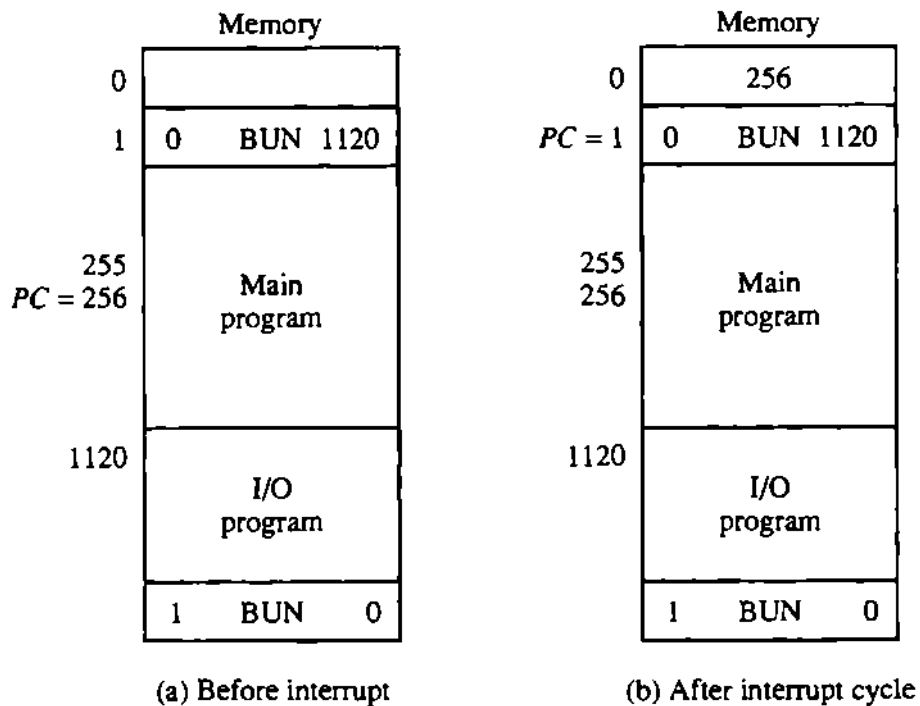 Memory
0
1 0 BUN 1120
255
PC = 256
Main
program
1120
I/O
program
1 BUN 0
(a) Before interrupt
Memory
0 256
PC = 1 0 BUN 1120
255
256
Main
program
1120
I/O
program
1 BUN 0
(b) After interrupt cycle